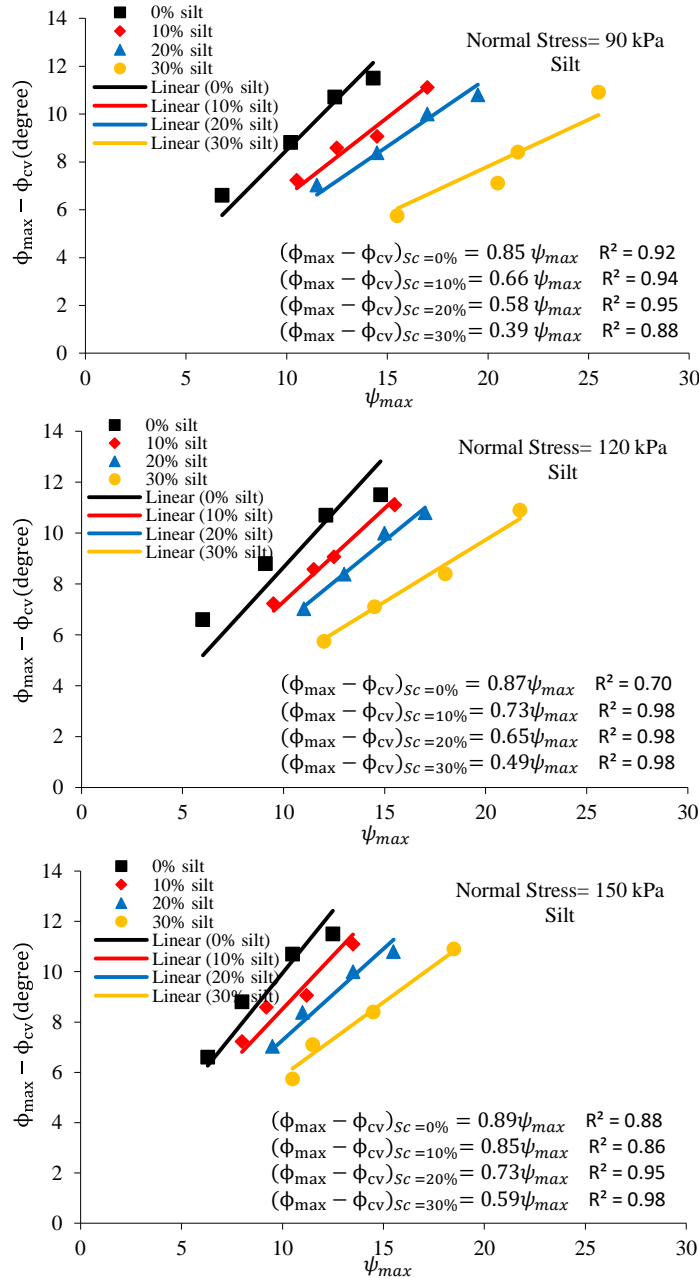 0% silt
10% silt
20% silt
30% silt
Linear (0% silt)
Linear (10% silt)
Linear (20% silt)
Linear (30% silt)
Normal Stress= 90 kPa
Silt
ϕmax − ϕcv(degree)
14
12
10
8
6
4
2
0
(ϕmax − ϕcv)Sc=0% = 0.85 ψmax R² = 0.92
(ϕmax − ϕcv)Sc=10% = 0.66 ψmax R² = 0.94
(ϕmax − ϕcv)Sc=20% = 0.58 ψmax R² = 0.95
(ϕmax − ϕcv)Sc=30% = 0.39 ψmax R² = 0.88
0 5 10 15 20 25 30
ψmax
0% silt
10% silt
20% silt
30% silt
Linear (0% silt)
Linear (10% silt)
Linear (20% silt)
Linear (30% silt)
Normal Stress= 120 kPa
Silt
ϕmax − ϕcv(degree)
14
12
10
8
6
4
2
0
(ϕmax − ϕcv)Sc=0% = 0.87ψmax R² = 0.70
(ϕmax − ϕcv)Sc=10% = 0.73ψmax R² = 0.98
(ϕmax − ϕcv)Sc=20% = 0.65ψmax R² = 0.98
(ϕmax − ϕcv)Sc=30% = 0.49ψmax R² = 0.98
0 5 10 15 20 25 30
ψmax
0% silt
10% silt
20% silt
30% silt
Linear (0% silt)
Linear (10% silt)
Linear (20% silt)
Linear (30% silt)
Normal Stress= 150 kPa
Silt
ϕmax − ϕcv(degree)
14
12
10
8
6
4
2
0
(ϕmax − ϕcv)Sc=0% = 0.89ψmax R² = 0.88
(ϕmax − ϕcv)Sc=10% = 0.85ψmax R² = 0.86
(ϕmax − ϕcv)Sc=20% = 0.73ψmax R² = 0.95
(ϕmax − ϕcv)Sc=30% = 0.59ψmax R² = 0.98
0 5 10 15 20 25 30
ψmax